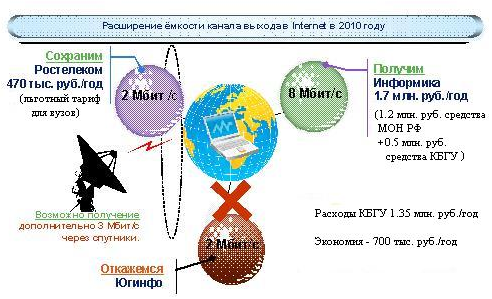 Расширение ёмкости канала выхода в Internet в 2010 году
Сохраним
Ростелеком
470 тыс. руб./год
(льготный тариф
для вузов)
2 Мбит /с
8 Мбит/с
Получим
Информика
1.7 млн. руб./год
(1.2 млн. руб. средства
МОН РФ
+0.5 млн. руб.
средства КБГУ )
Возможно получение
дополнительно 3 Мбит/с
через спутники.
2 Мбит/с
Откажемся
Югинфо
Расходы КБГУ 1.35 млн. руб./год
Экономия - 700 тыс. руб./год